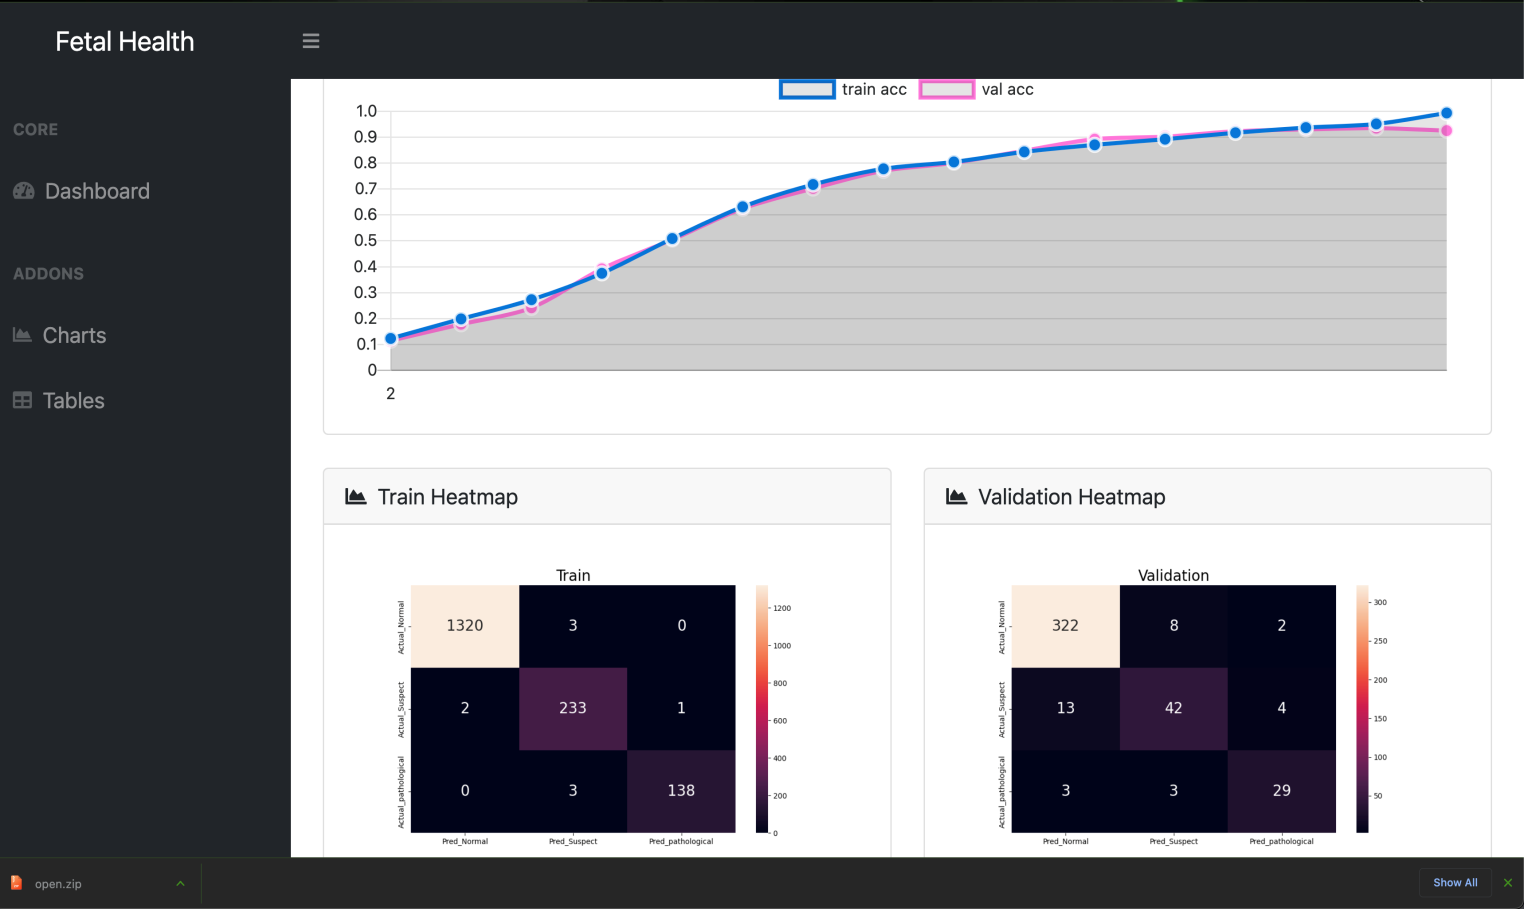 Fetal Health
CORE
Dashboard
ADDONS
Charts
Tables
train acc val acc
1.0
0.9
0.8
0.7
0.6
0.5
0.4
0.3
0.2
0.1
0
2
Train Heatmap
Train
Actual_Normal
Actual_Suspect
Actual_pathological
1320 3 0
2 233 1
0 3 138
Pred_Normal Pred_Suspect Pred_pathological
1200
1000
800
600
400
200
0
Validation Heatmap
Validation
Actual_Normal
Actual_Suspect
Actual_pathological
322 8 2
13 42 4
3 3 29
Pred_Normal Pred_Suspect Pred_pathological
300
250
200
150
100
50
open.zip
Show All